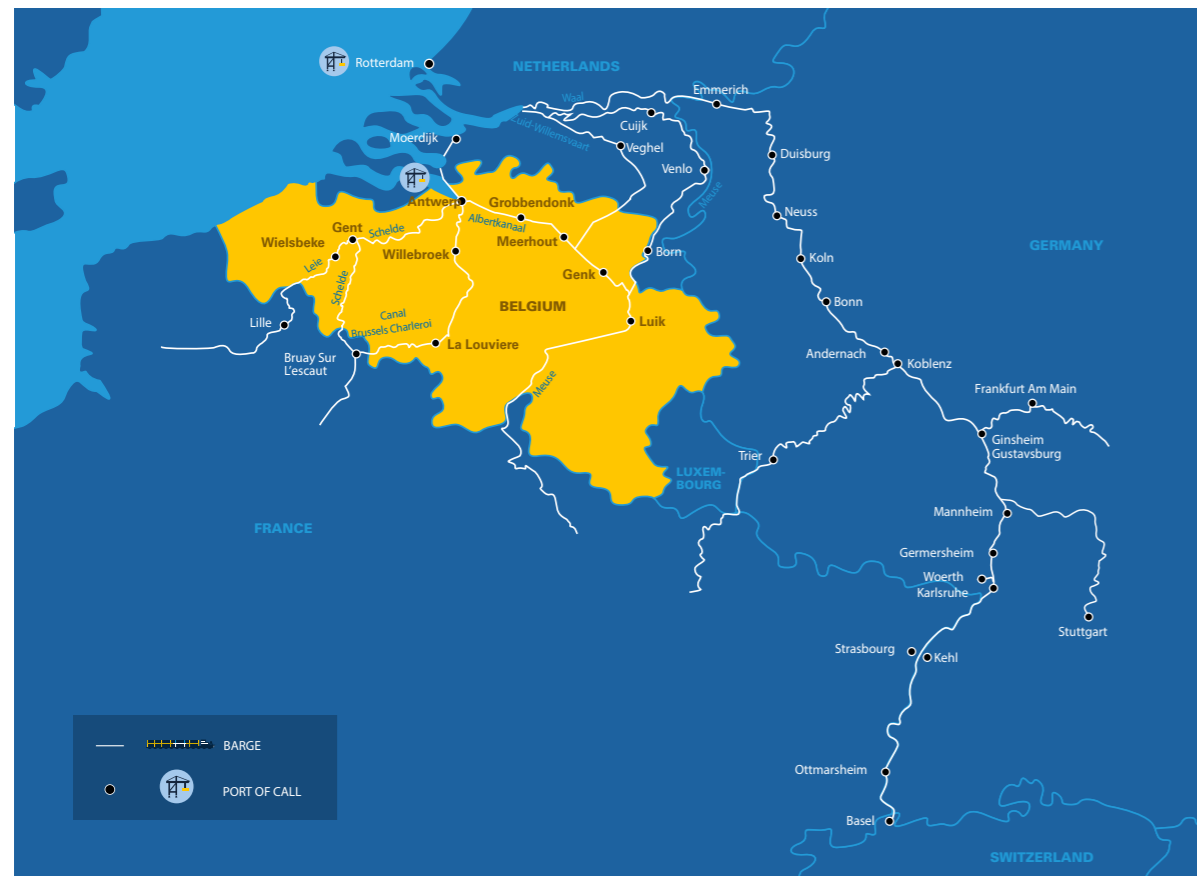 Rotterdam
NETHERLANDS
Emmerich
Waal
Cuijk
Zuid-Willemsvaart
Moerdijk
Veghel
Duisburg
Venlo
Meuse
Antwerp
Grobbendonk
Neuss
Albertkanaal
Gent
Schelde
Wielsbeke
Meerhout
GERMANY
Willebroek
Born
Koln
Leie
Genk
Schelde
Bonn
BELGIUM
Canal
Brussels Charleroi
Lille
Luik
La Louviere
Bruay Sur
L'escaut
Andernach
Koblenz
Meuse
Frankfurt Am Main
Ginsheim
Gustavsburg
Trier
LUXEM-
BOURG
Mannheim
FRANCE
Germersheim
Woerth
Karlsruhe
Stuttgart
Strasbourg
Kehl
BARGE
Ottmarsheim
PORT OF CALL
Basel
SWITZERLAND